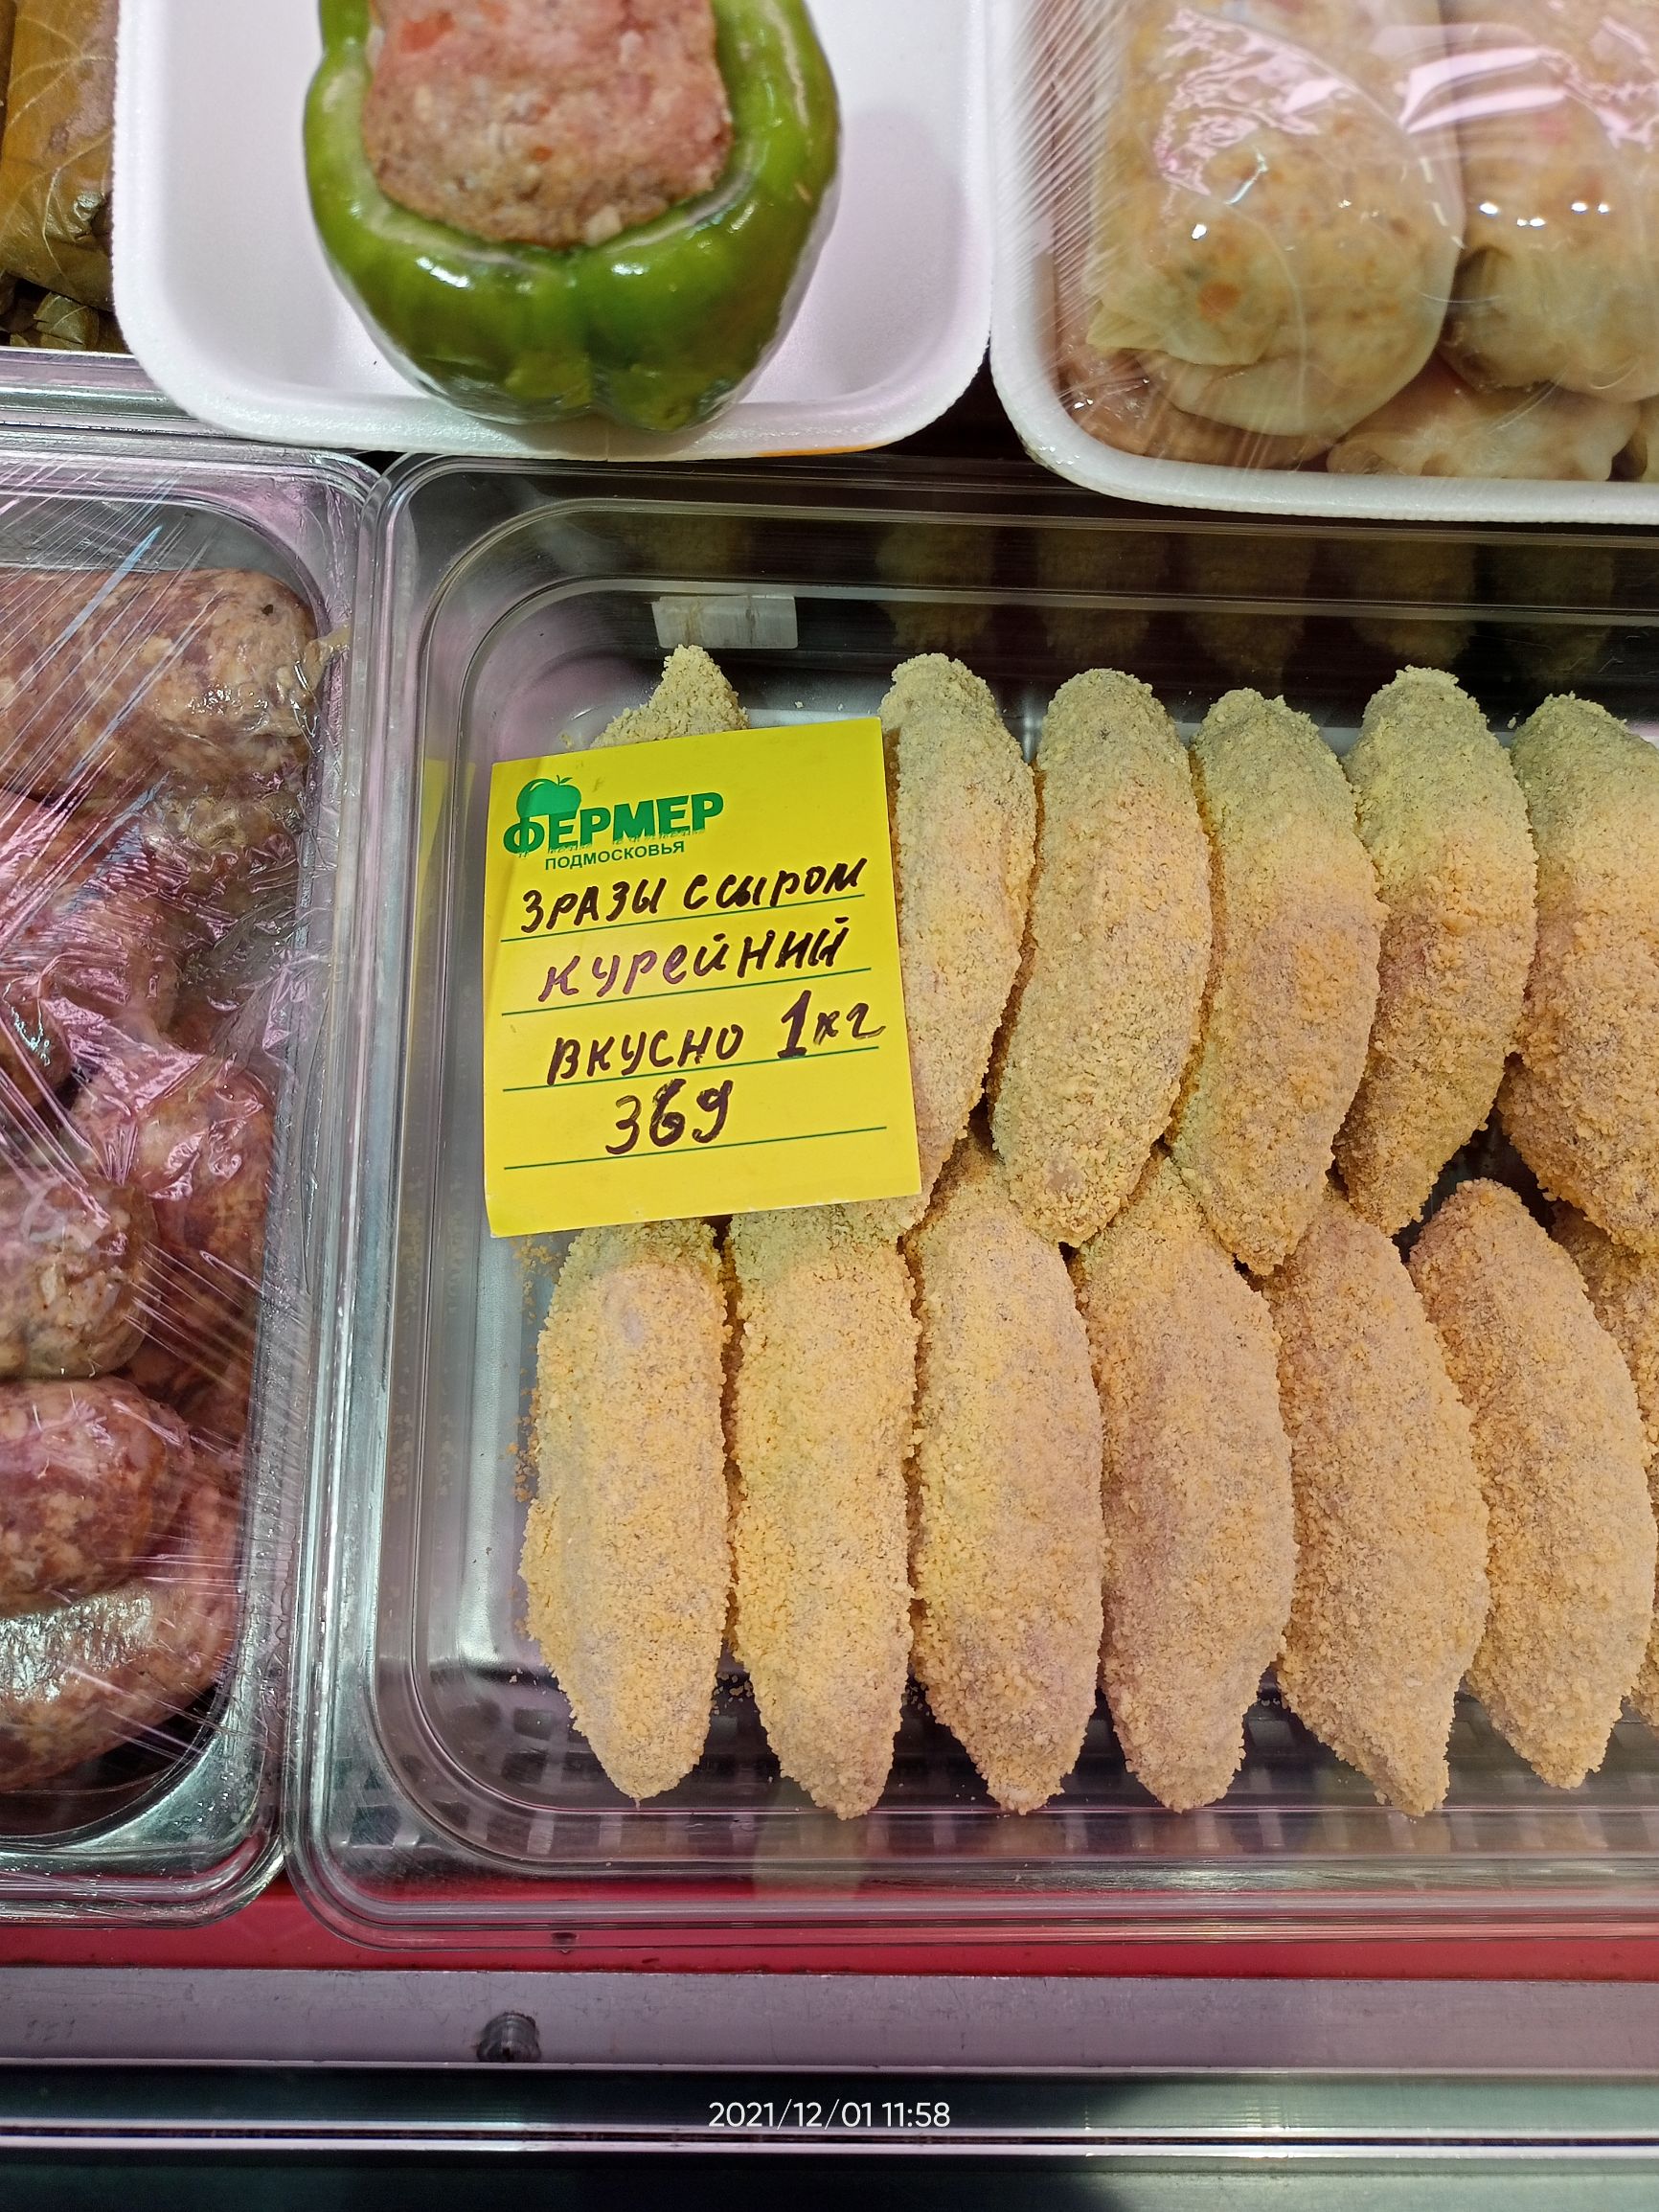 ФЕРМЕР
ПОДМОСКОВЬЯ
ЗРАЗЫ С СЫРОМ
КУРЕЙНИЙ
ВКУСНО 1кг
369
2021/12/01 11:58